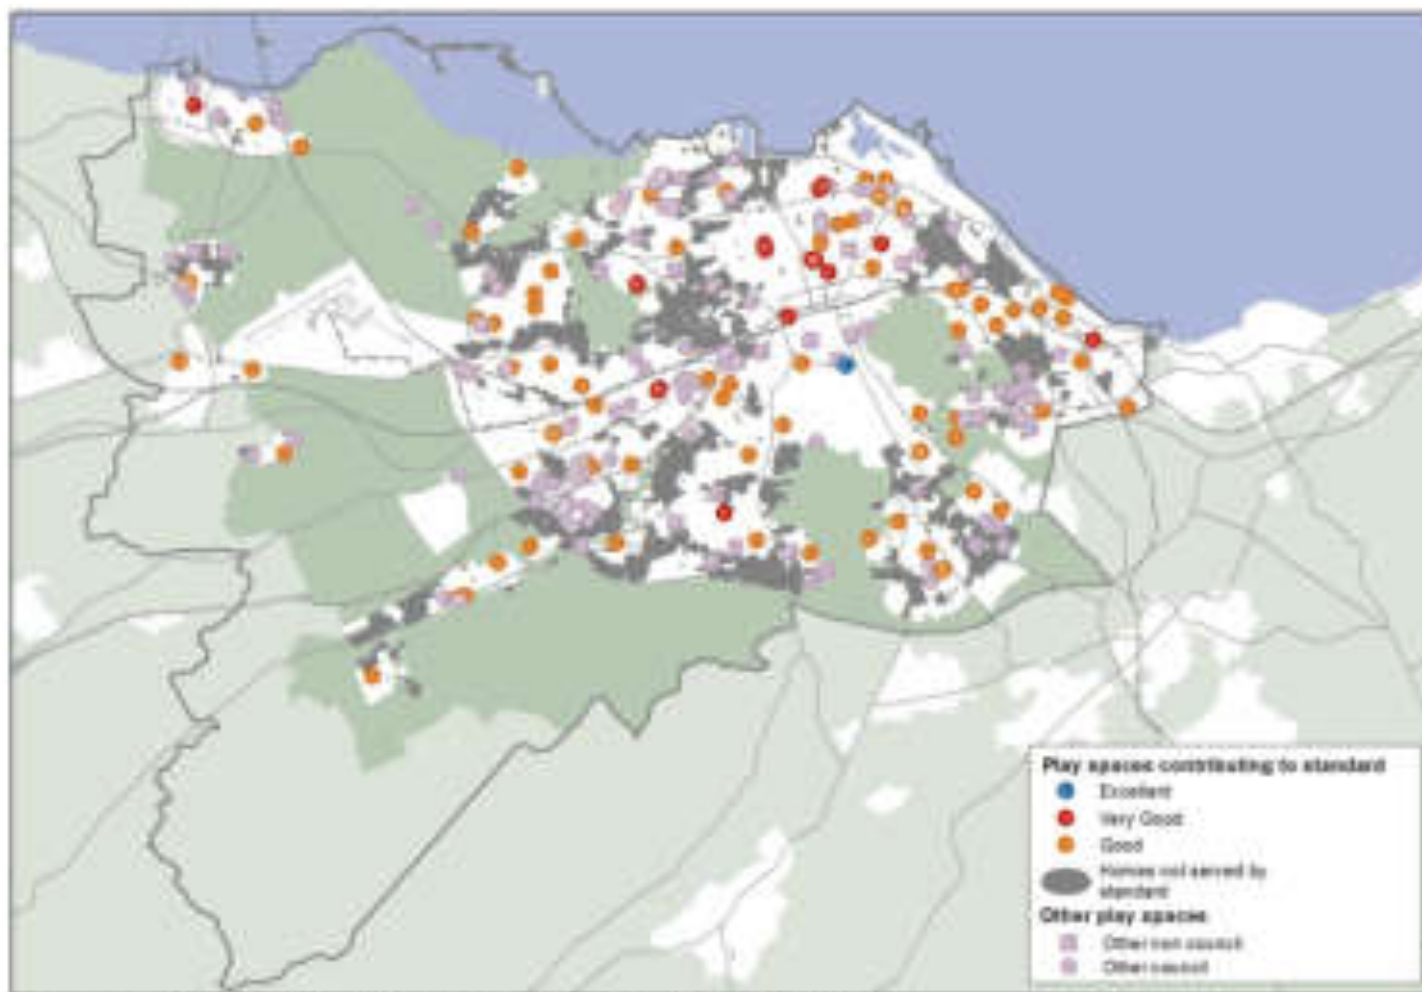 Play spaces contributing to standard
Excellent
Very Good
Good
Homes not served by
standard
Other play spaces
Other non council
Other council